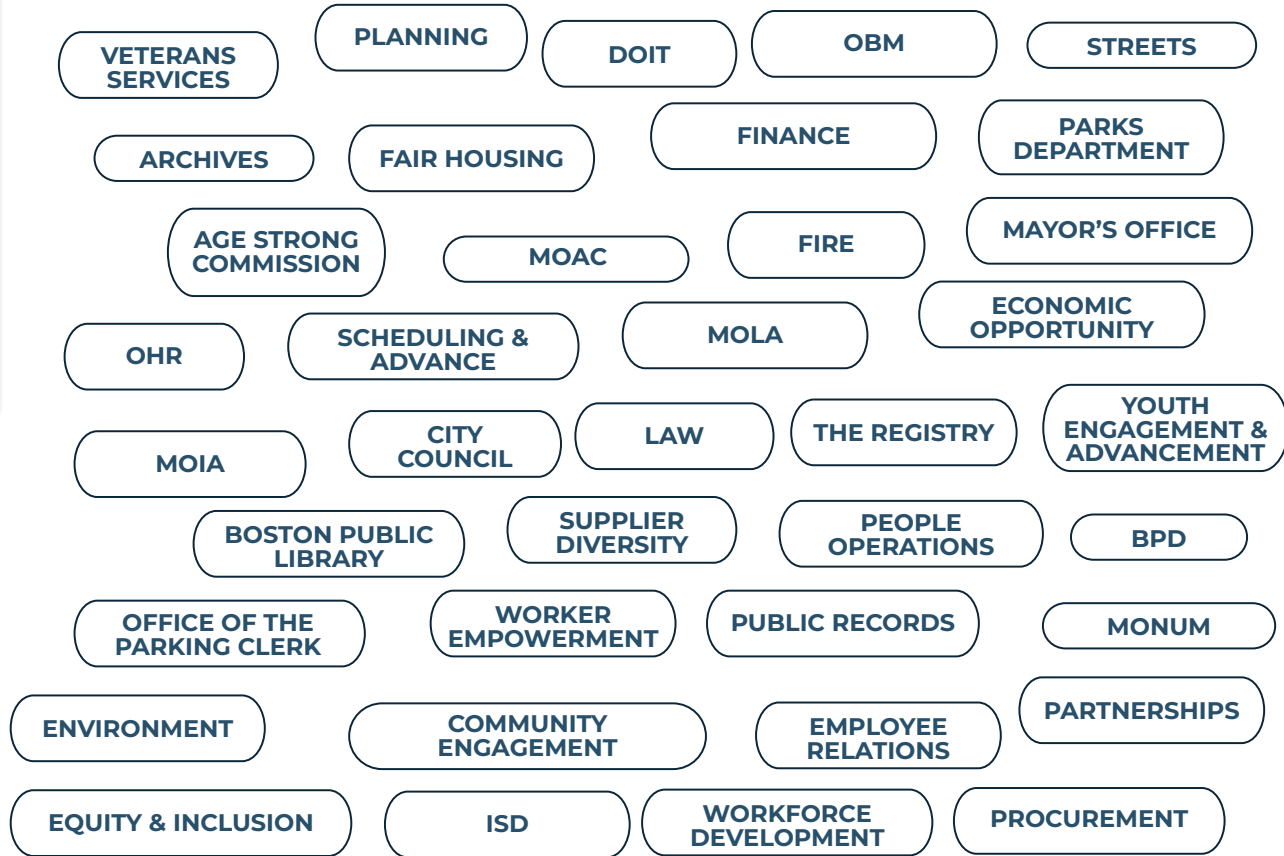 PLANNING
DOIT
OBM
STREETS
VETERANS
SERVICES
ARCHIVES
FAIR HOUSING
FINANCE
PARKS
DEPARTMENT
AGE STRONG
COMMISSION
MOAC
FIRE
MAYOR’S OFFICE
OHR
SCHEDULING &
ADVANCE
MOLA
ECONOMIC
OPPORTUNITY
MOIA
CITY
COUNCIL
LAW
THE REGISTRY
YOUTH
ENGAGEMENT &
ADVANCEMENT
BOSTON PUBLIC
LIBRARY
SUPPLIER
DIVERSITY
PEOPLE
OPERATIONS
BPD
OFFICE OF THE
PARKING CLERK
WORKER
EMPOWERMENT
PUBLIC RECORDS
MONUM
ENVIRONMENT
COMMUNITY
ENGAGEMENT
EMPLOYEE
RELATIONS
PARTNERSHIPS
EQUITY & INCLUSION
ISD
WORKFORCE
DEVELOPMENT
PROCUREMENT